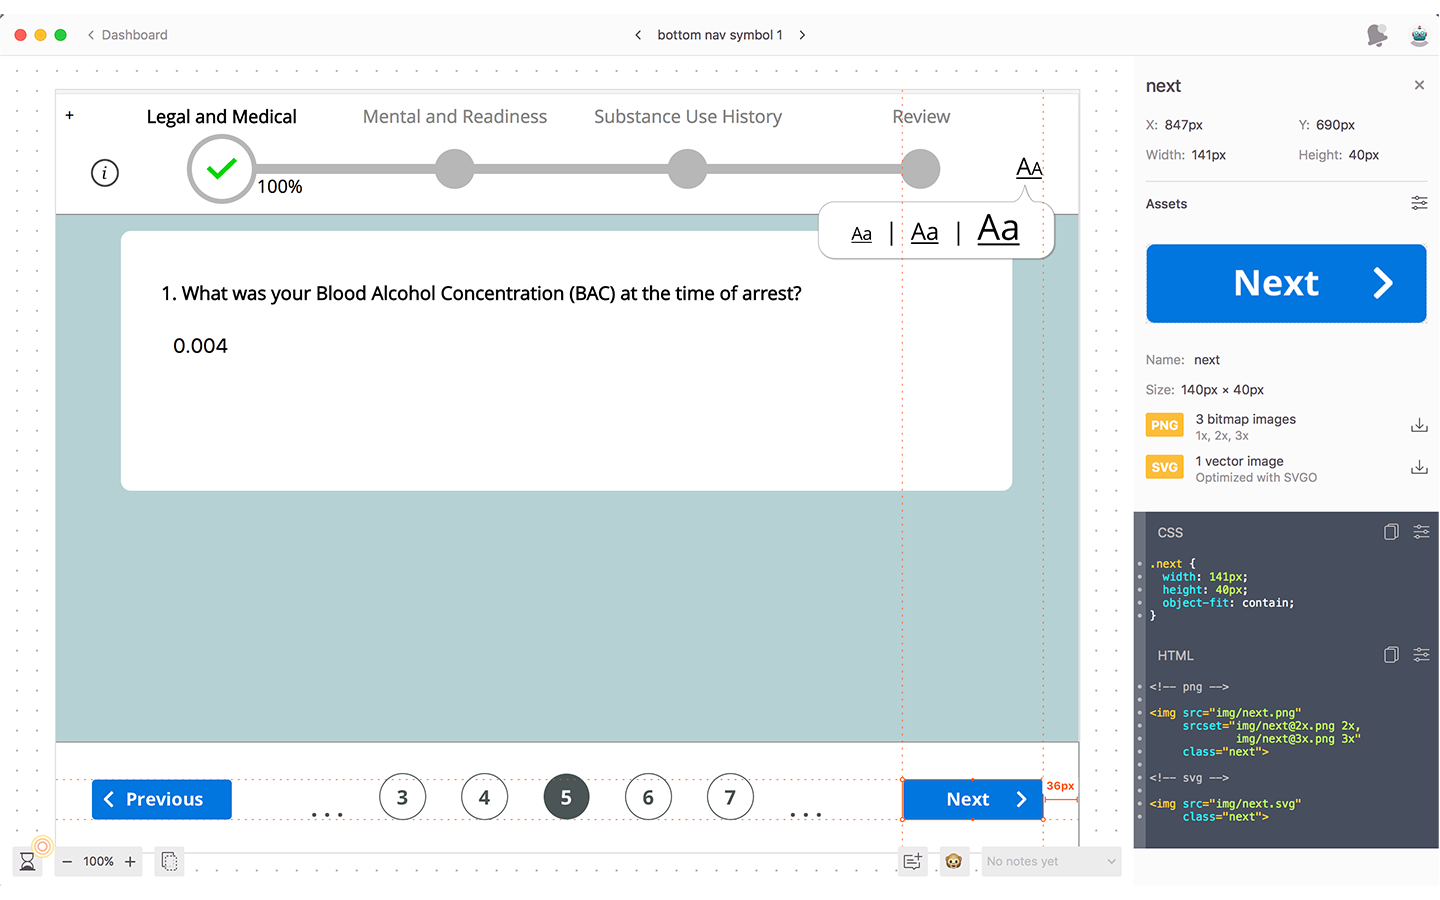 Dashboard
bottom nav symbol 1
+
Legal and Medical
Mental and Readiness
Substance Use History
Review
i
100%
AA
Aa | Aa | Aa
1. What was your Blood Alcohol Concentration (BAC) at the time of arrest?
0.004
Previous
...
3
4
5
6
7
...
Next
36px
− 100% +
No notes yet
next
X: 847px
Y: 690px
Width: 141px
Height: 40px
Assets
Next
Name: next
Size: 140px × 40px
PNG
3 bitmap images
1x, 2x, 3x
SVG
1 vector image
Optimized with SVGO
CSS
.next {
width: 141px;
height: 40px;
object-fit: contain;
}
HTML
<!-- png -->
<img src="img/next.png"
srcset="img/next@2x.png 2x,
img/next@3x.png 3x"
class="next">
<!-- svg -->
<img src="img/next.svg"
class="next">